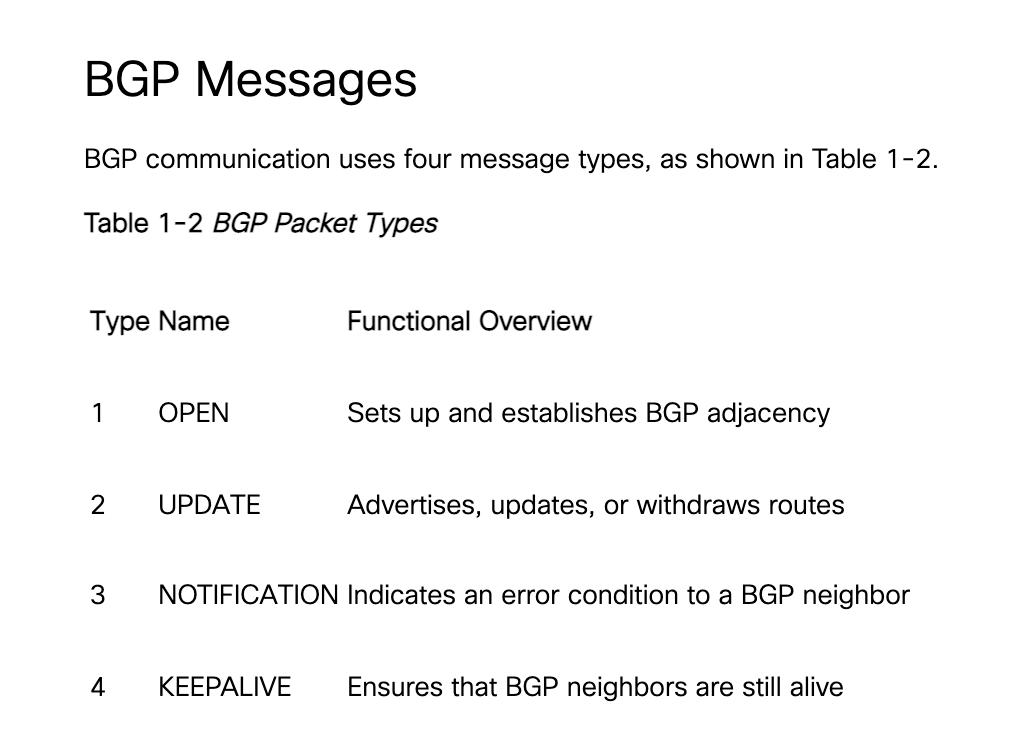 BGP Messages
BGP communication uses four message types, as shown in Table 1-2.
Table 1-2 BGP Packet Types
Type Name Functional Overview
1 OPEN Sets up and establishes BGP adjacency
2 UPDATE Advertises, updates, or withdraws routes
3 NOTIFICATION Indicates an error condition to a BGP neighbor
4 KEEPALIVE Ensures that BGP neighbors are still alive